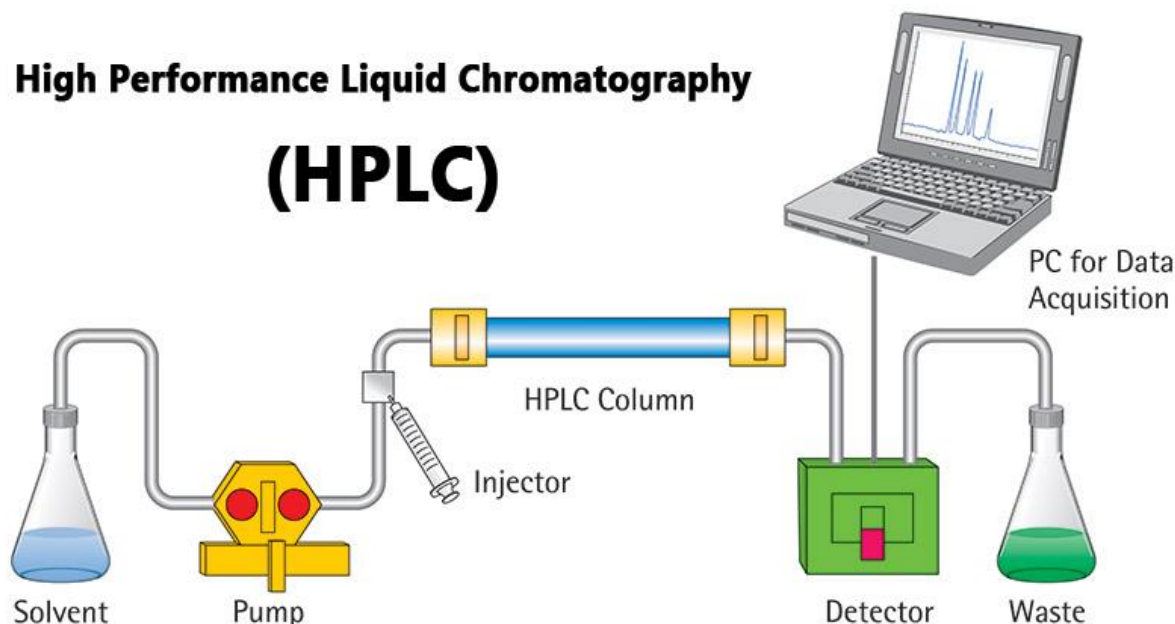 High Performance Liquid Chromatography
(HPLC)
PC for Data
Acquisition
HPLC Column
Injector
Solvent
Pump
Detector
Waste